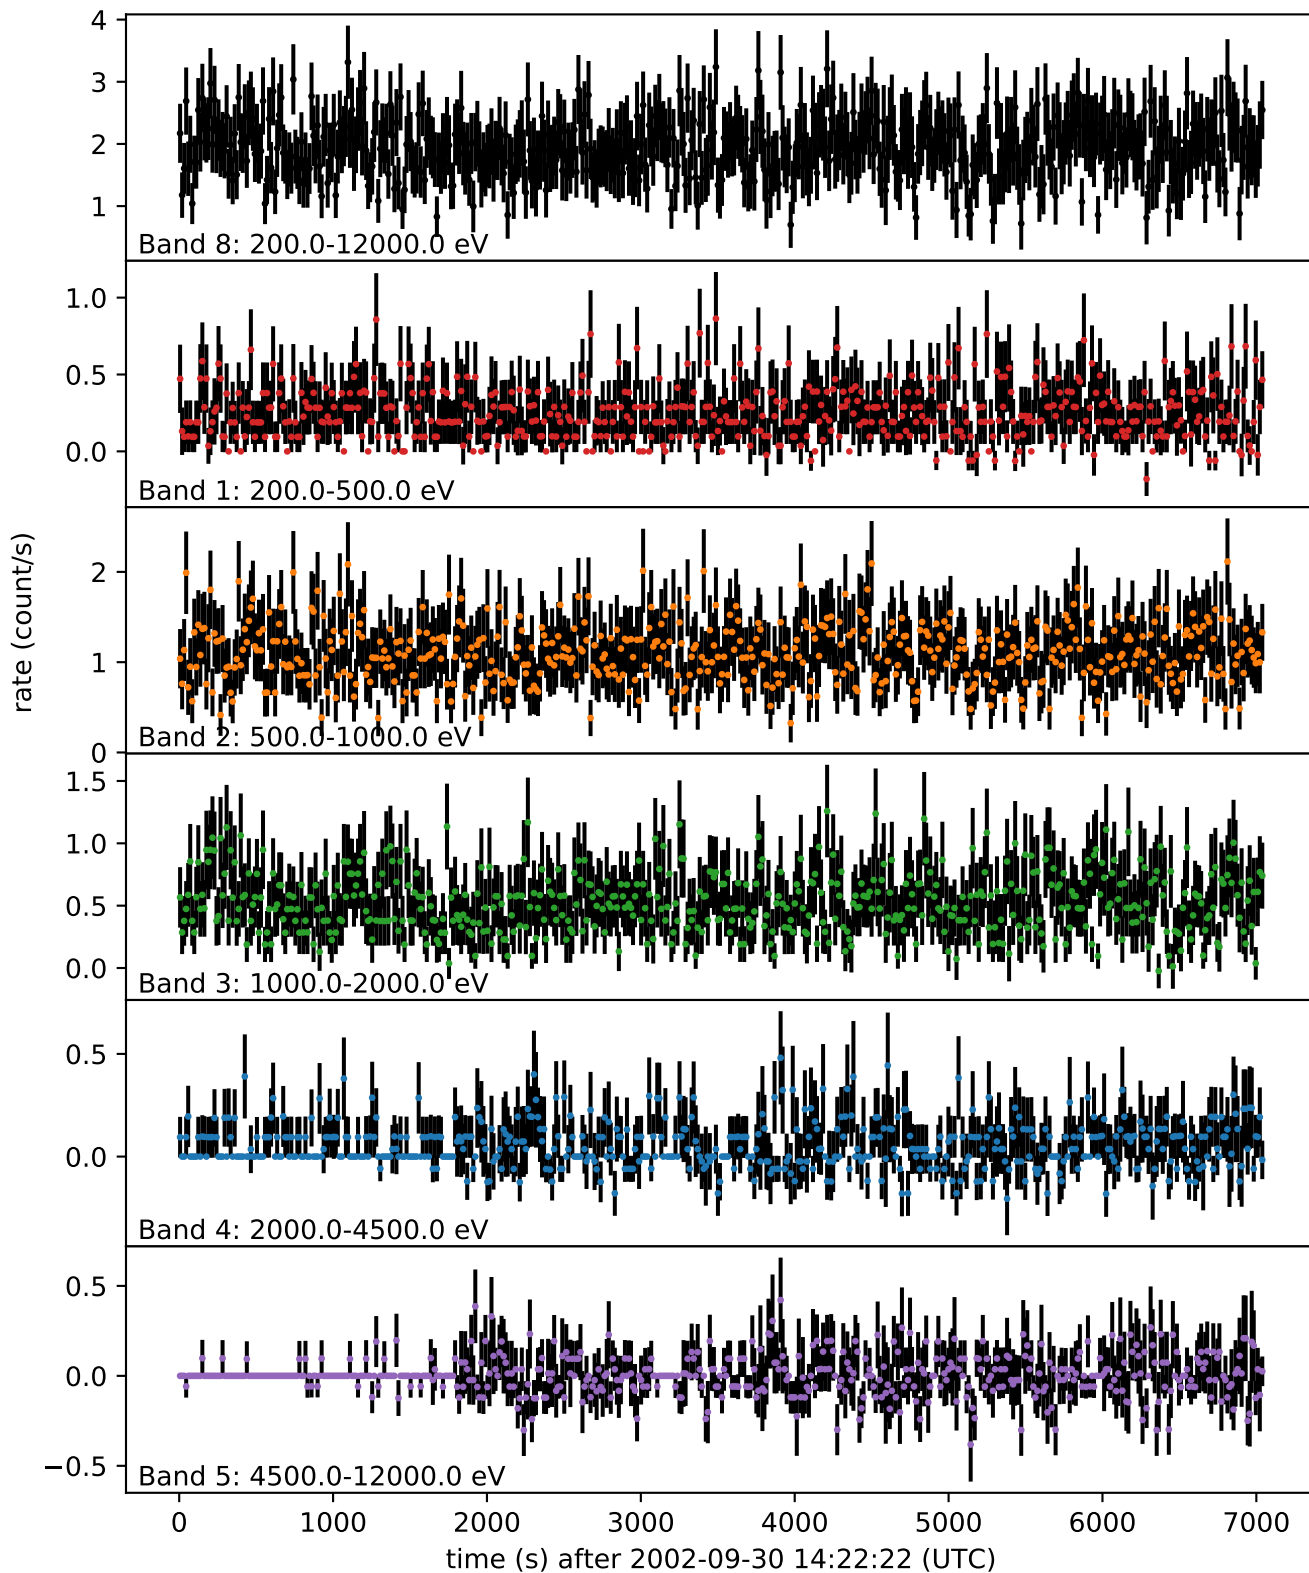 4
3
2
1
Band 8: 200.0-12000.0 eV
1.0
0.5
0.0
Band 1: 200.0-500.0 eV
2
1
0
Band 2: 500.0-1000.0 eV
rate (count/s)
1.5
1.0
0.5
0.0
Band 3: 1000.0-2000.0 eV
0.5
0.0
Band 4: 2000.0-4500.0 eV
0.5
0.0
−0.5
Band 5: 4500.0-12000.0 eV
0 1000 2000 3000 4000 5000 6000 7000
time (s) after 2002-09-30 14:22:22 (UTC)